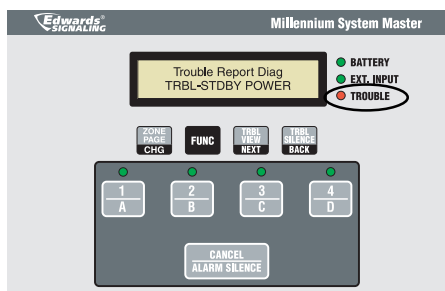 Edwards®
SIGNALING
Millennium System Master
Trouble Report Diag
TRBL-STDBY POWER
BATTERY
EXT. INPUT
TROUBLE
ZONE
PAGE
CHG
FUNC
TRBL
VIEW
NEXT
TRBL
SILENCE
BACK
1
A
2
B
3
C
4
D
CANCEL
ALARM SILENCE